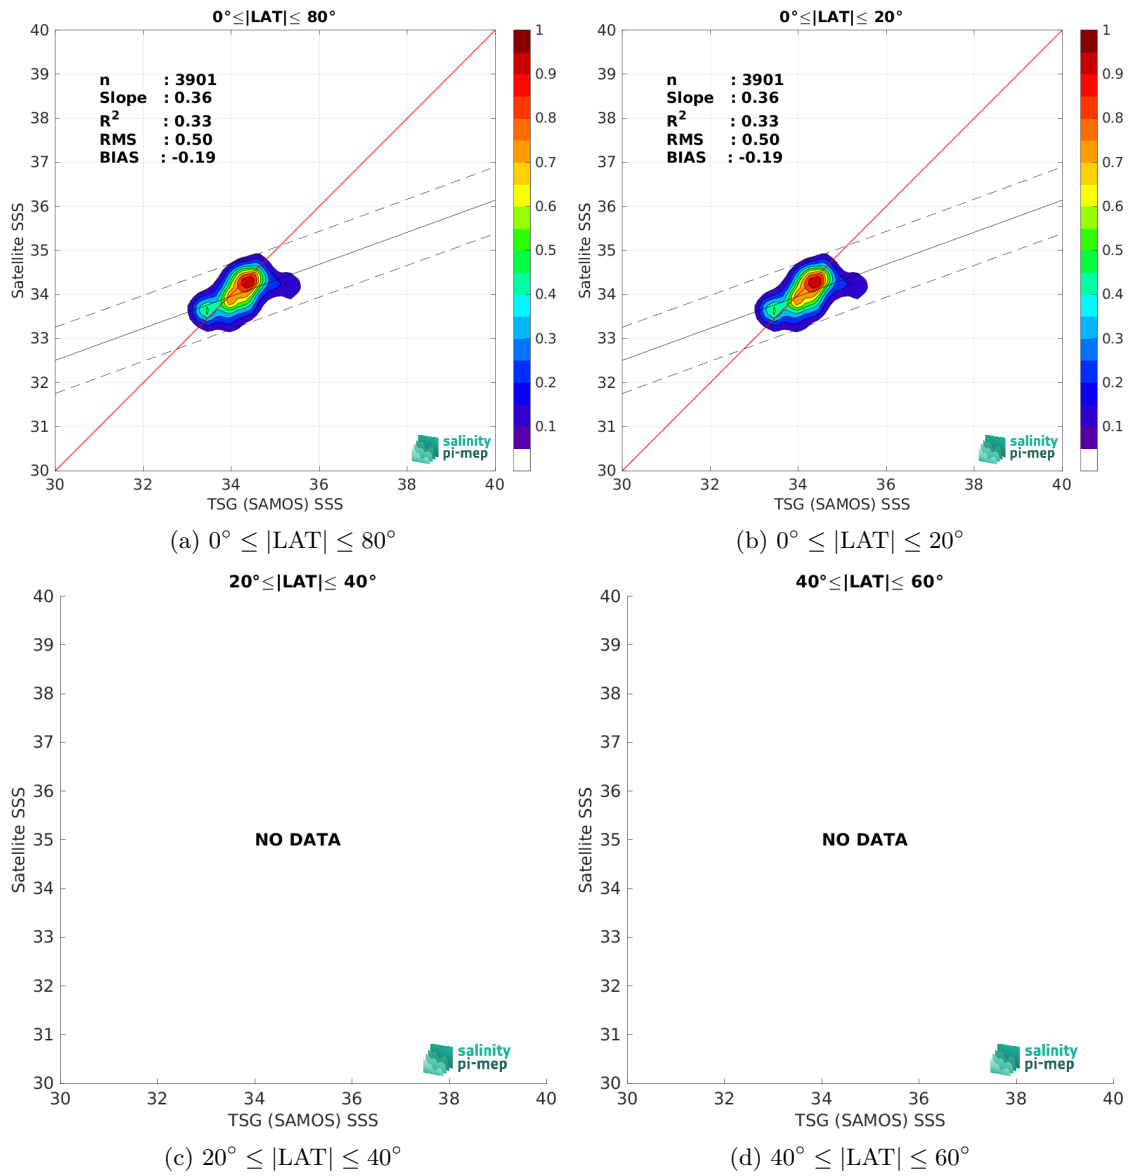 0°≤|LAT|≤ 80°
40
39
38
37
36
35
34
33
32
31
30
Satellite SSS
n : 3901
Slope : 0.36
R² : 0.33
RMS : 0.50
BIAS : -0.19
salinity
pi-mep
30 32 34 36 38 40
TSG (SAMOS) SSS
1
0.9
0.8
0.7
0.6
0.5
0.4
0.3
0.2
0.1
(a) 0° ≤ |LAT| ≤ 80°
0°≤|LAT|≤ 20°
40
39
38
37
36
35
34
33
32
31
30
Satellite SSS
n : 3901
Slope : 0.36
R² : 0.33
RMS : 0.50
BIAS : -0.19
salinity
pi-mep
30 32 34 36 38 40
TSG (SAMOS) SSS
1
0.9
0.8
0.7
0.6
0.5
0.4
0.3
0.2
0.1
(b) 0° ≤ |LAT| ≤ 20°
20°≤|LAT|≤ 40°
40
39
38
37
36
35
34
33
32
31
30
Satellite SSS
NO DATA
salinity
pi-mep
30 32 34 36 38 40
TSG (SAMOS) SSS
(c) 20° ≤ |LAT| ≤ 40°
40°≤|LAT|≤ 60°
40
39
38
37
36
35
34
33
32
31
30
Satellite SSS
NO DATA
salinity
pi-mep
30 32 34 36 38 40
TSG (SAMOS) SSS
(d) 40° ≤ |LAT| ≤ 60°